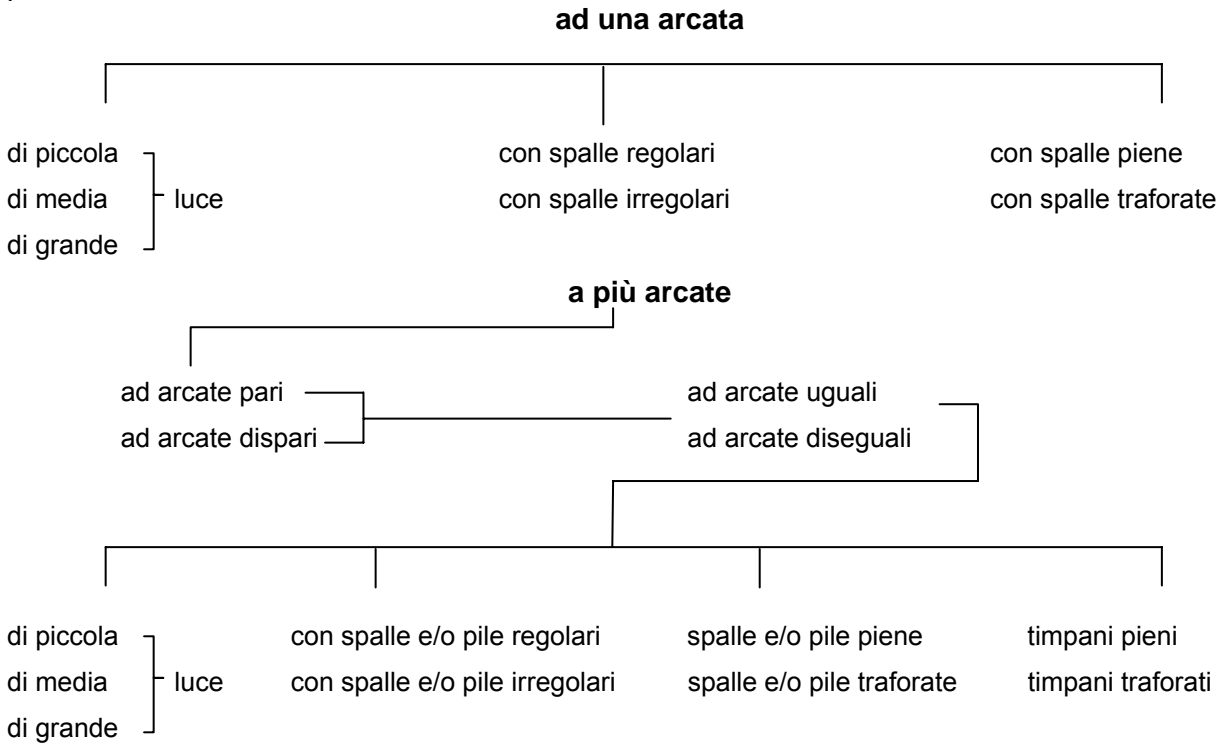 ad una arcata
di piccola con spalle regolari con spalle piene
di media luce con spalle irregolari con spalle traforate
di grande
a più arcate
ad arcate pari ad arcate uguali
ad arcate dispari ad arcate diseguali
di piccola con spalle e/o pile regolari spalle e/o pile piene timpani pieni
di media luce con spalle e/o pile irregolari spalle e/o pile traforate timpani traforati
di grande